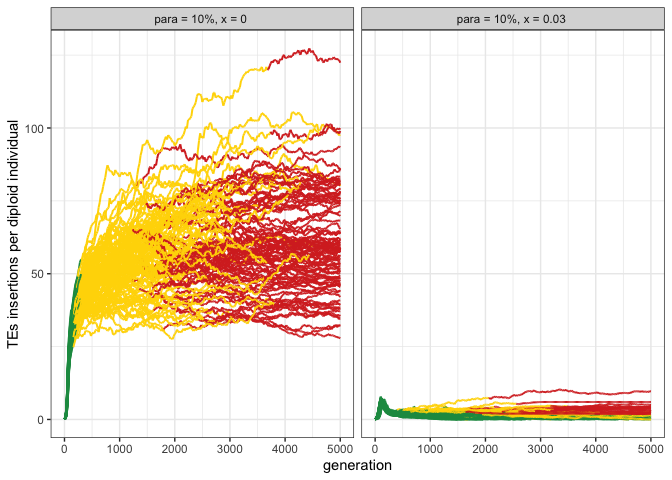 para = 10%, x = 0
para = 10%, x = 0.03
TEs insertions per diploid individual
100
50
0
0 1000 2000 3000 4000 5000
0 1000 2000 3000 4000 5000
generation